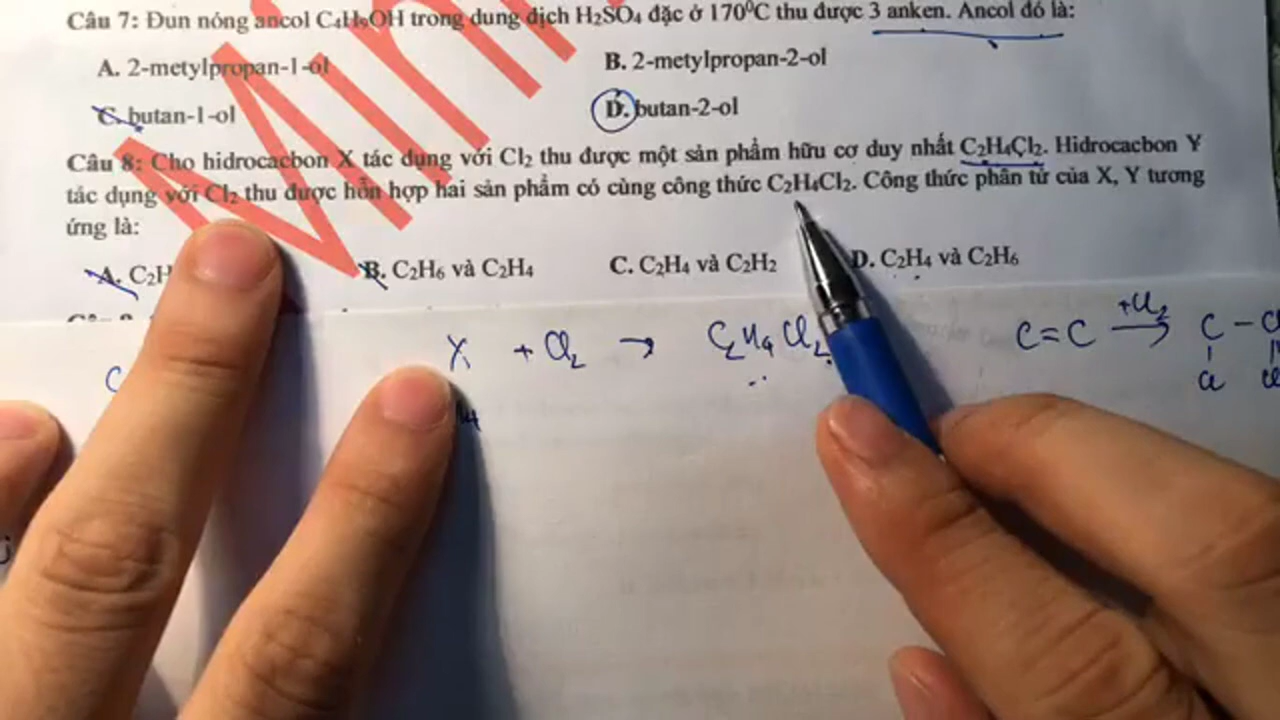 Câu 7: Đun nóng ancol C₄H₉OH trong dung dịch H₂SO₄ đặc ở 170⁰C thu được 3 anken. Ancol đó là:
A. 2-metylpropan-1-ol B. 2-metylpropan-2-ol
C. butan-1-ol D. butan-2-ol
Câu 8: Cho hidrocacbon X tác dụng với Cl₂ thu được một sản phẩm hữu cơ duy nhất C₂H₄Cl₂. Hidrocacbon Y
tác dụng với Cl₂ thu được hỗn hợp hai sản phẩm có cùng công thức C₂H₄Cl₂. Công thức phân tử của X, Y tương
ứng là:
A. C₂H B. C₂H₆ và C₂H₄ C. C₂H₄ và C₂H₂ D. C₂H₄ và C₂H₆
X + Cl₂ → C₂H₄Cl₂ C=C +Cl₂ → C – C
Cl Cl